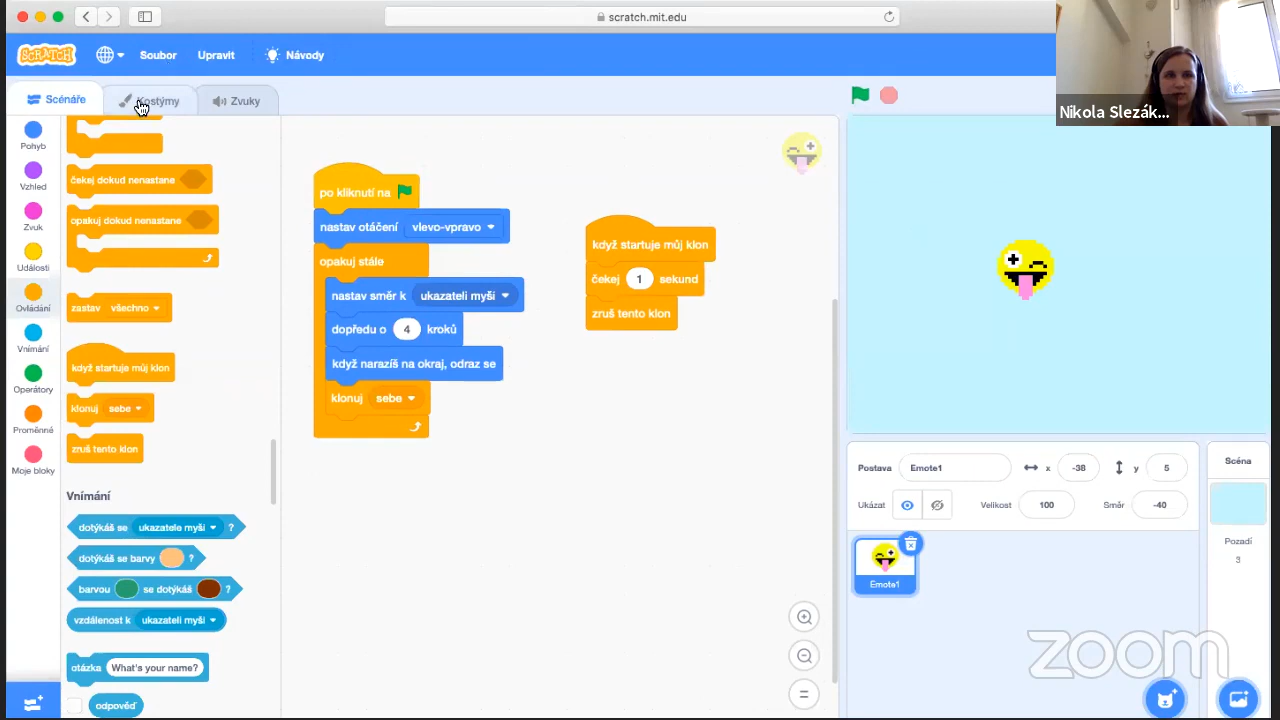 scratch.mit.edu
SCRATCH
Soubor
Upravit
Návody
Nikola Slezák...
Scénáře
Kostýmy
Zvuky
Pohyb
Vzhled
Zvuk
Události
Ovládání
Vnímání
Operátory
Proměnné
Moje bloky
čekej dokud nenastane
opakuj dokud nenastane
zastav všechno
když startuje můj klon
klonuj sebe
zruš tento klon
Vnímání
dotýkáš se ukazatele myši ?
dotýkáš se barvy ?
barvou se dotýkáš ?
vzdálenost k ukazateli myši
otázka What's your name?
odpověď
po kliknutí na
nastav otáčení vlevo-vpravo
opakuj stále
nastav směr k ukazateli myši
dopředu o 4 kroků
když narazíš na okraj, odraz se
klonuj sebe
když startuje můj klon
čekej 1 sekund
zruš tento klon
Postava Emote1 x -38 y 5
Ukázat Velikost 100 Směr -40
Emote1
Scéna
Pozadí
3
zoom